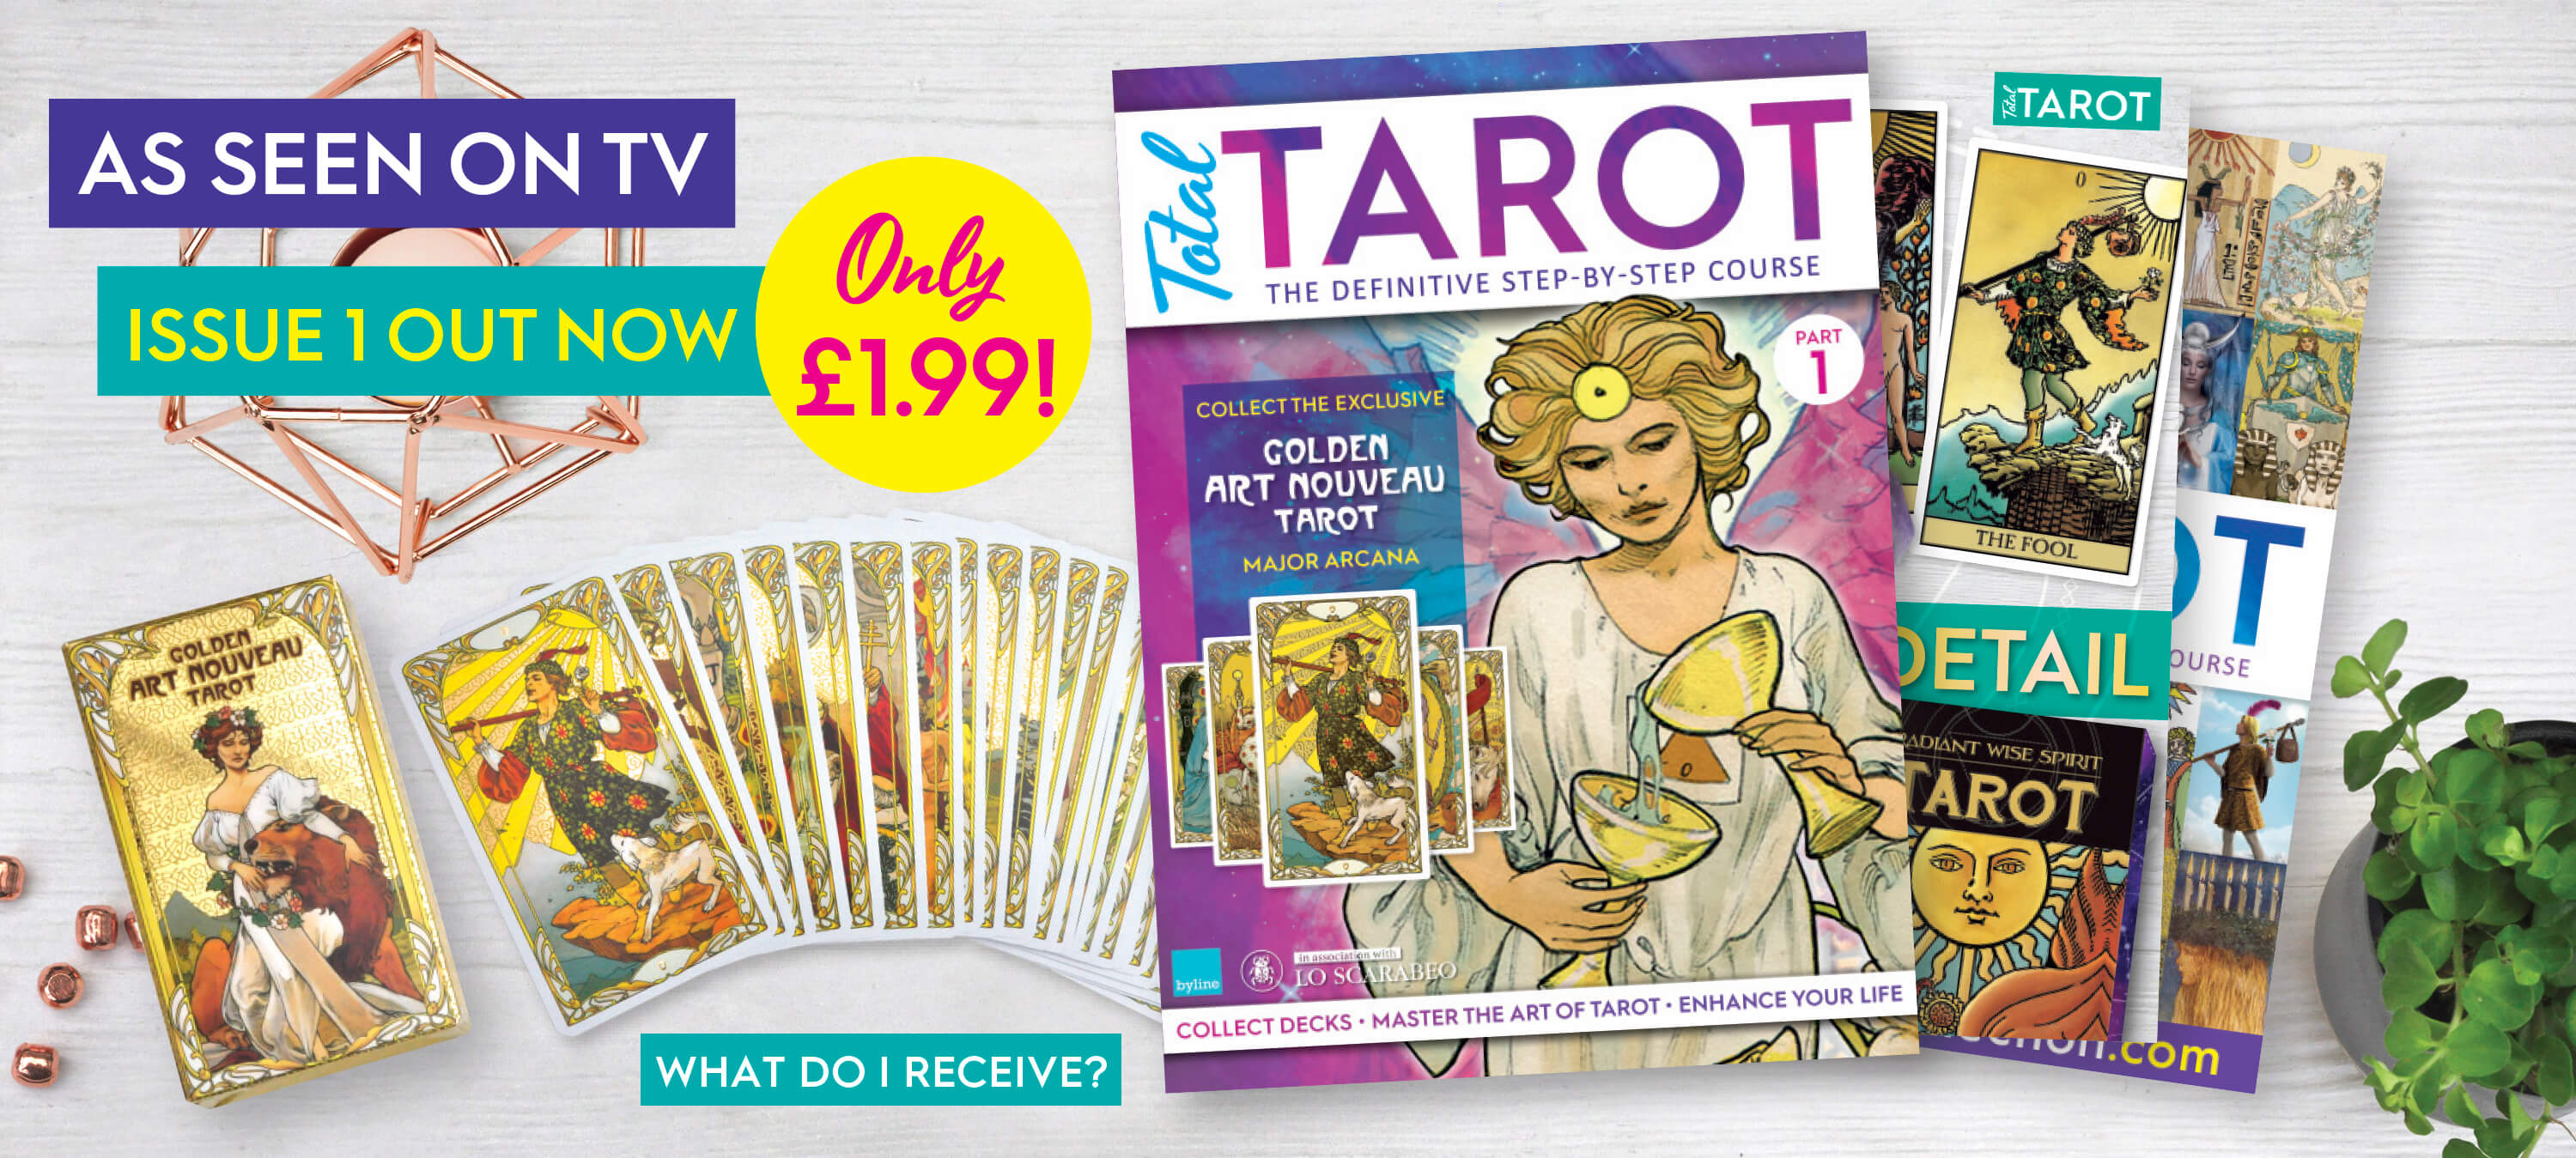 AS SEEN ON TV
ISSUE 1 OUT NOW
Only
£1.99!
GOLDEN
ART NOUVEAU
TAROT
WHAT DO I RECEIVE?
Total
TAROT
THE DEFINITIVE STEP-BY-STEP COURSE
PART
1
COLLECT THE EXCLUSIVE
GOLDEN
ART NOUVEAU
TAROT
MAJOR ARCANA
byline
in association with
LO SCARABEO
COLLECT DECKS • MASTER THE ART OF TAROT • ENHANCE YOUR LIFE
Total TAROT
0
THE FOOL
DETAIL
RADIANT WISE SPIRIT
TAROT
OT
OURSE
.com